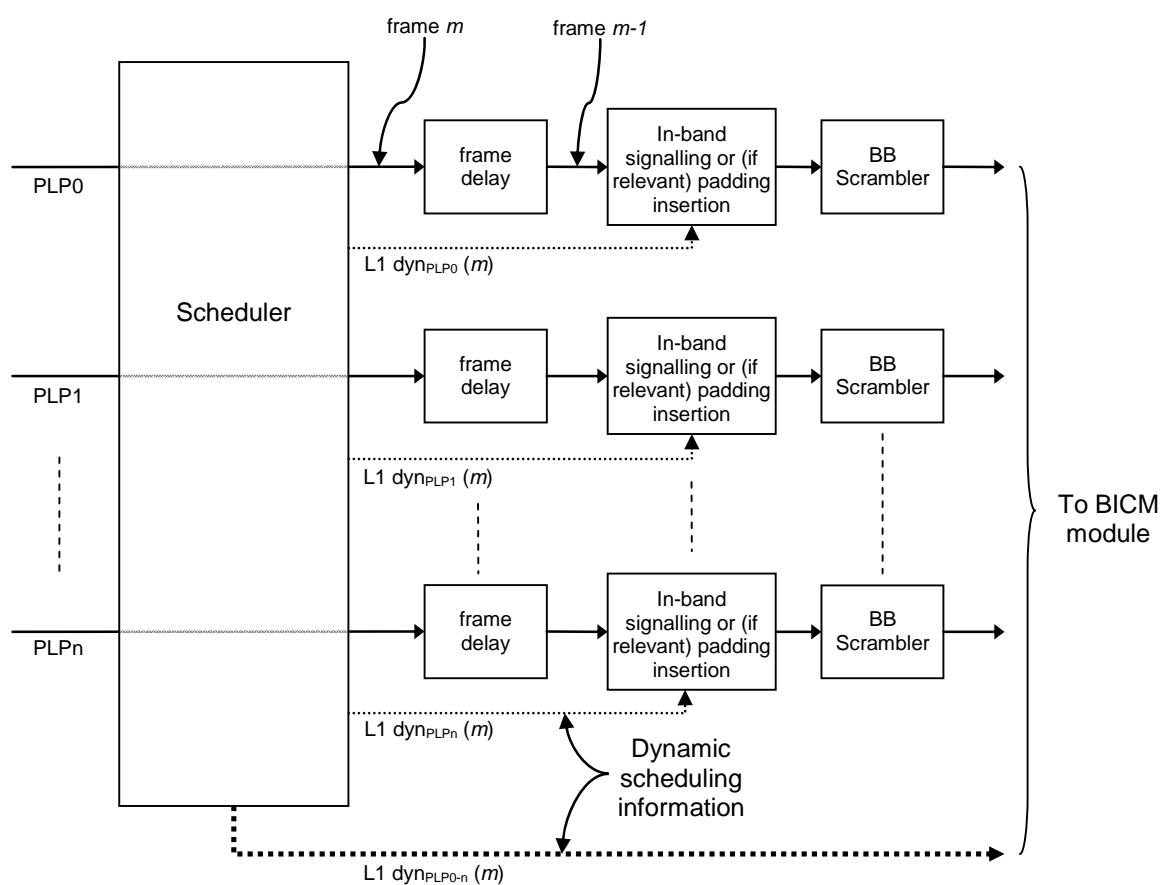 frame m
frame m-1
PLP0
frame
delay
In-band
signalling or (if
relevant) padding
insertion
BB
Scrambler
L1 dynPLP0 (m)
Scheduler
PLP1
frame
delay
In-band
signalling or (if
relevant) padding
insertion
BB
Scrambler
L1 dynPLP1 (m)
To BICM
module
PLPn
frame
delay
In-band
signalling or (if
relevant) padding
insertion
BB
Scrambler
L1 dynPLPn (m)
Dynamic
scheduling
information
L1 dynPLP0-n (m)